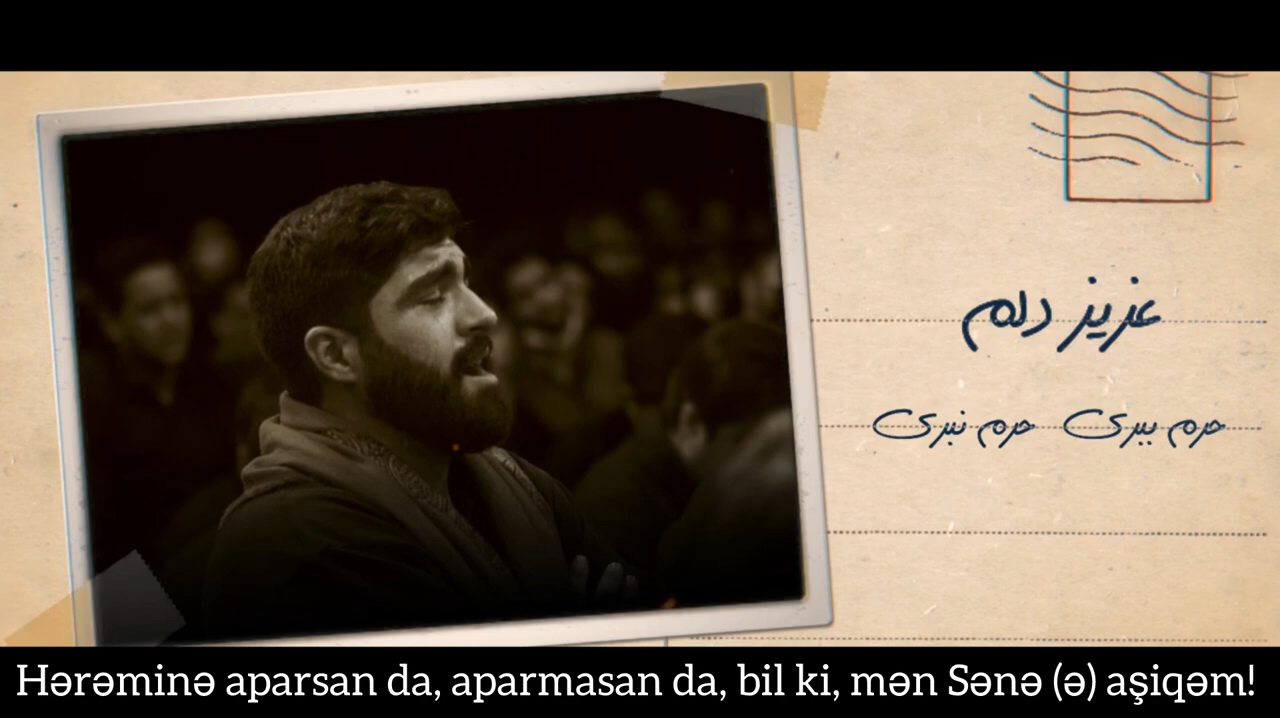 عزیز دلم
حرم ببری حرم نبری
Hərəminə aparsan da, aparmasan da, bil ki, mən Sənə (ə) aşiqəm!